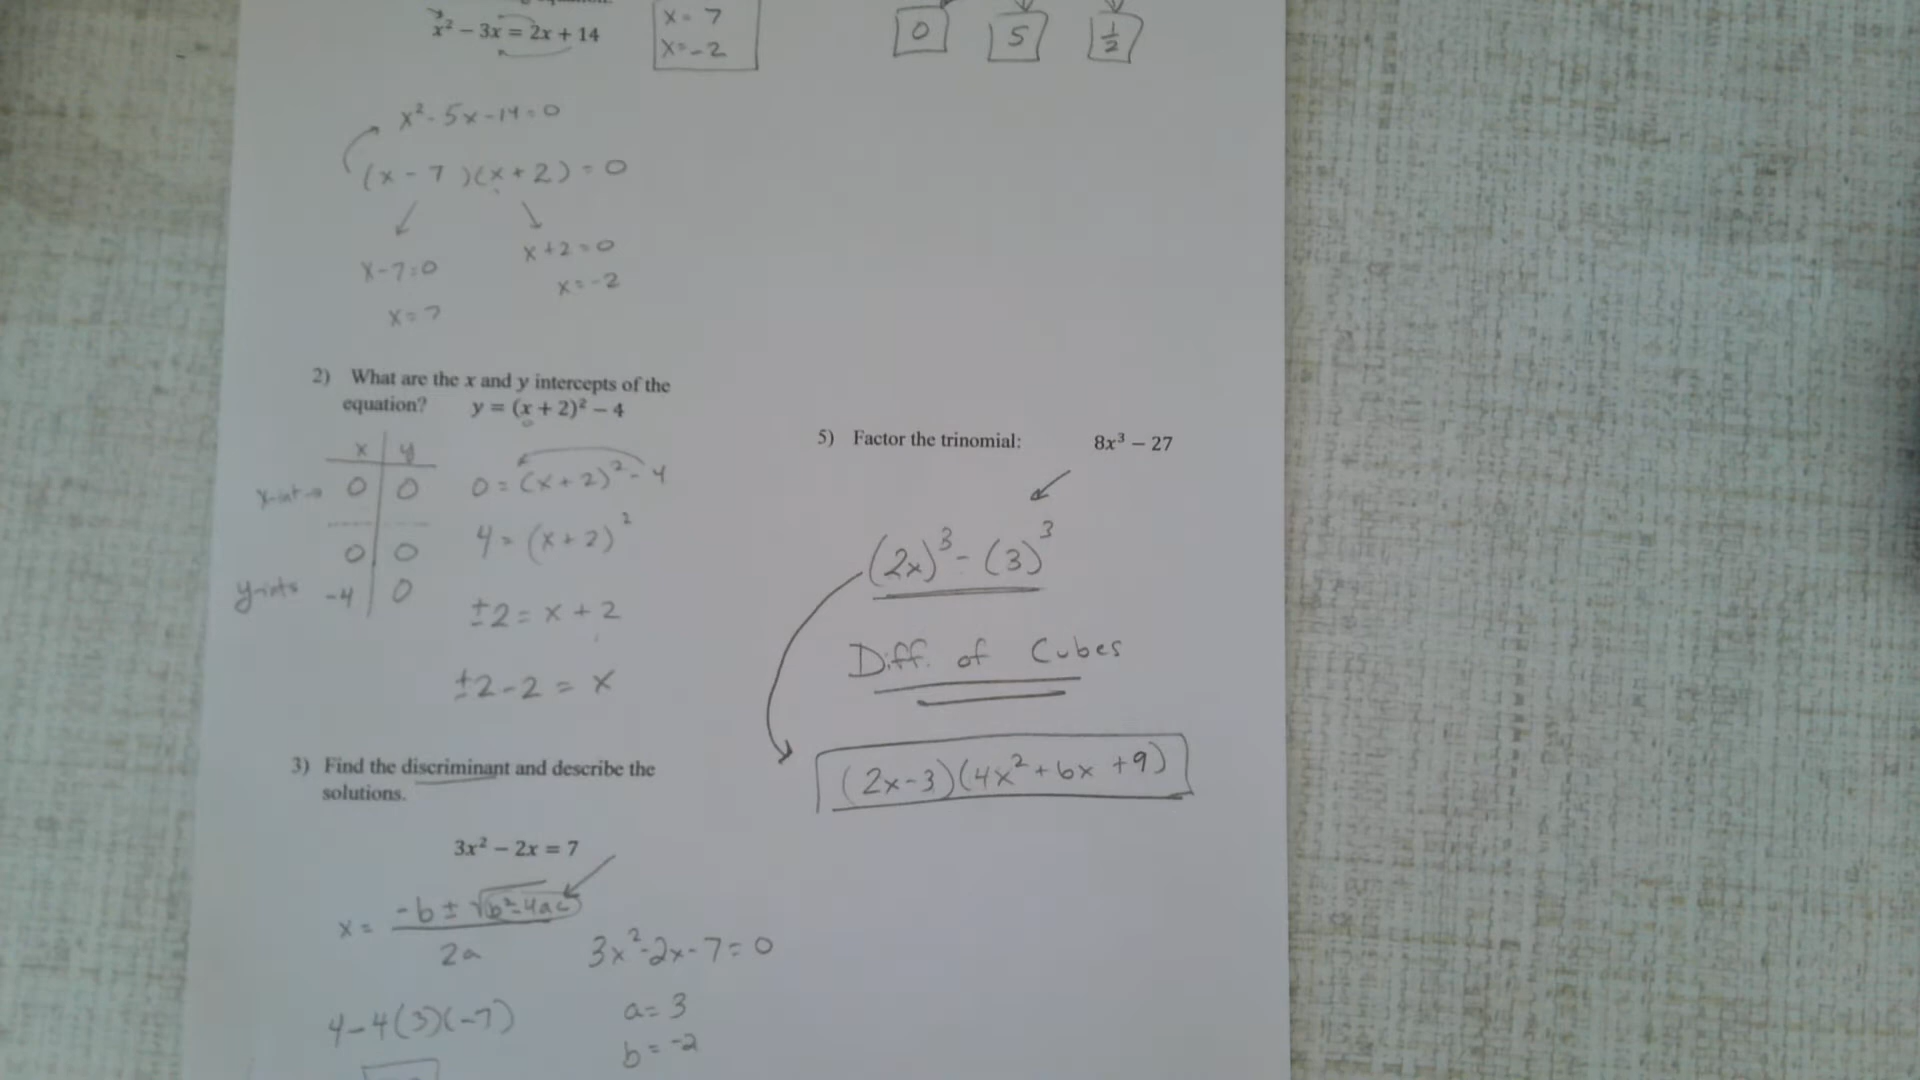 x² − 3x = 2x + 14
x = 7
x = -2
x² - 5x - 14 = 0
(x - 7)(x + 2) = 0
x - 7 = 0
x = 7
x + 2 = 0
x = -2
2) What are the x and y intercepts of the
equation? y = (x + 2)² − 4
x | y
x-int → 0 | 0
0 | 0
y-ints -4 | 0
0 = (x + 2)² - 4
4 = (x + 2)²
±2 = x + 2
±2 - 2 = x
3) Find the discriminant and describe the
solutions.
3x² − 2x = 7
x = -b ± √b² - 4ac
2a
3x² - 2x - 7 = 0
a = 3
b = -2
4 - 4(3)(-7)
0 5 1/2
5) Factor the trinomial: 8x³ − 27
(2x)³ - (3)³
Diff. of Cubes
(2x - 3)(4x² + 6x + 9)